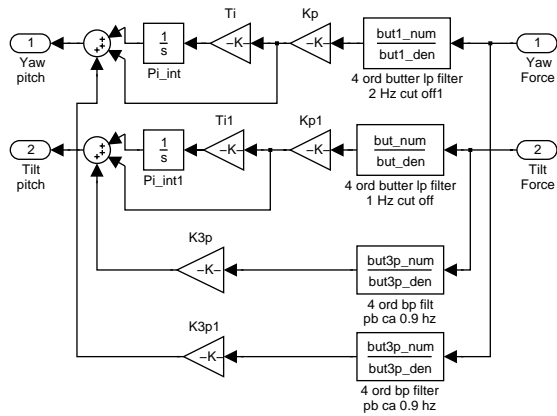 Ti
Kp
1
Yaw
pitch
1
s
Pi_int
–K–
–K–
but1_num
but1_den
4 ord butter lp filter
2 Hz cut off1
1
Yaw
Force
Ti1
Kp1
2
Tilt
pitch
1
s
Pi_int1
–K–
–K–
but_num
but_den
4 ord butter lp filter
1 Hz cut off
2
Tilt
Force
K3p
–K–
but3p_num
but3p_den
4 ord bp filt
pb ca 0.9 hz
K3p1
–K–
but3p_num
but3p_den
4 ord bp filter
pb ca 0.9 hz